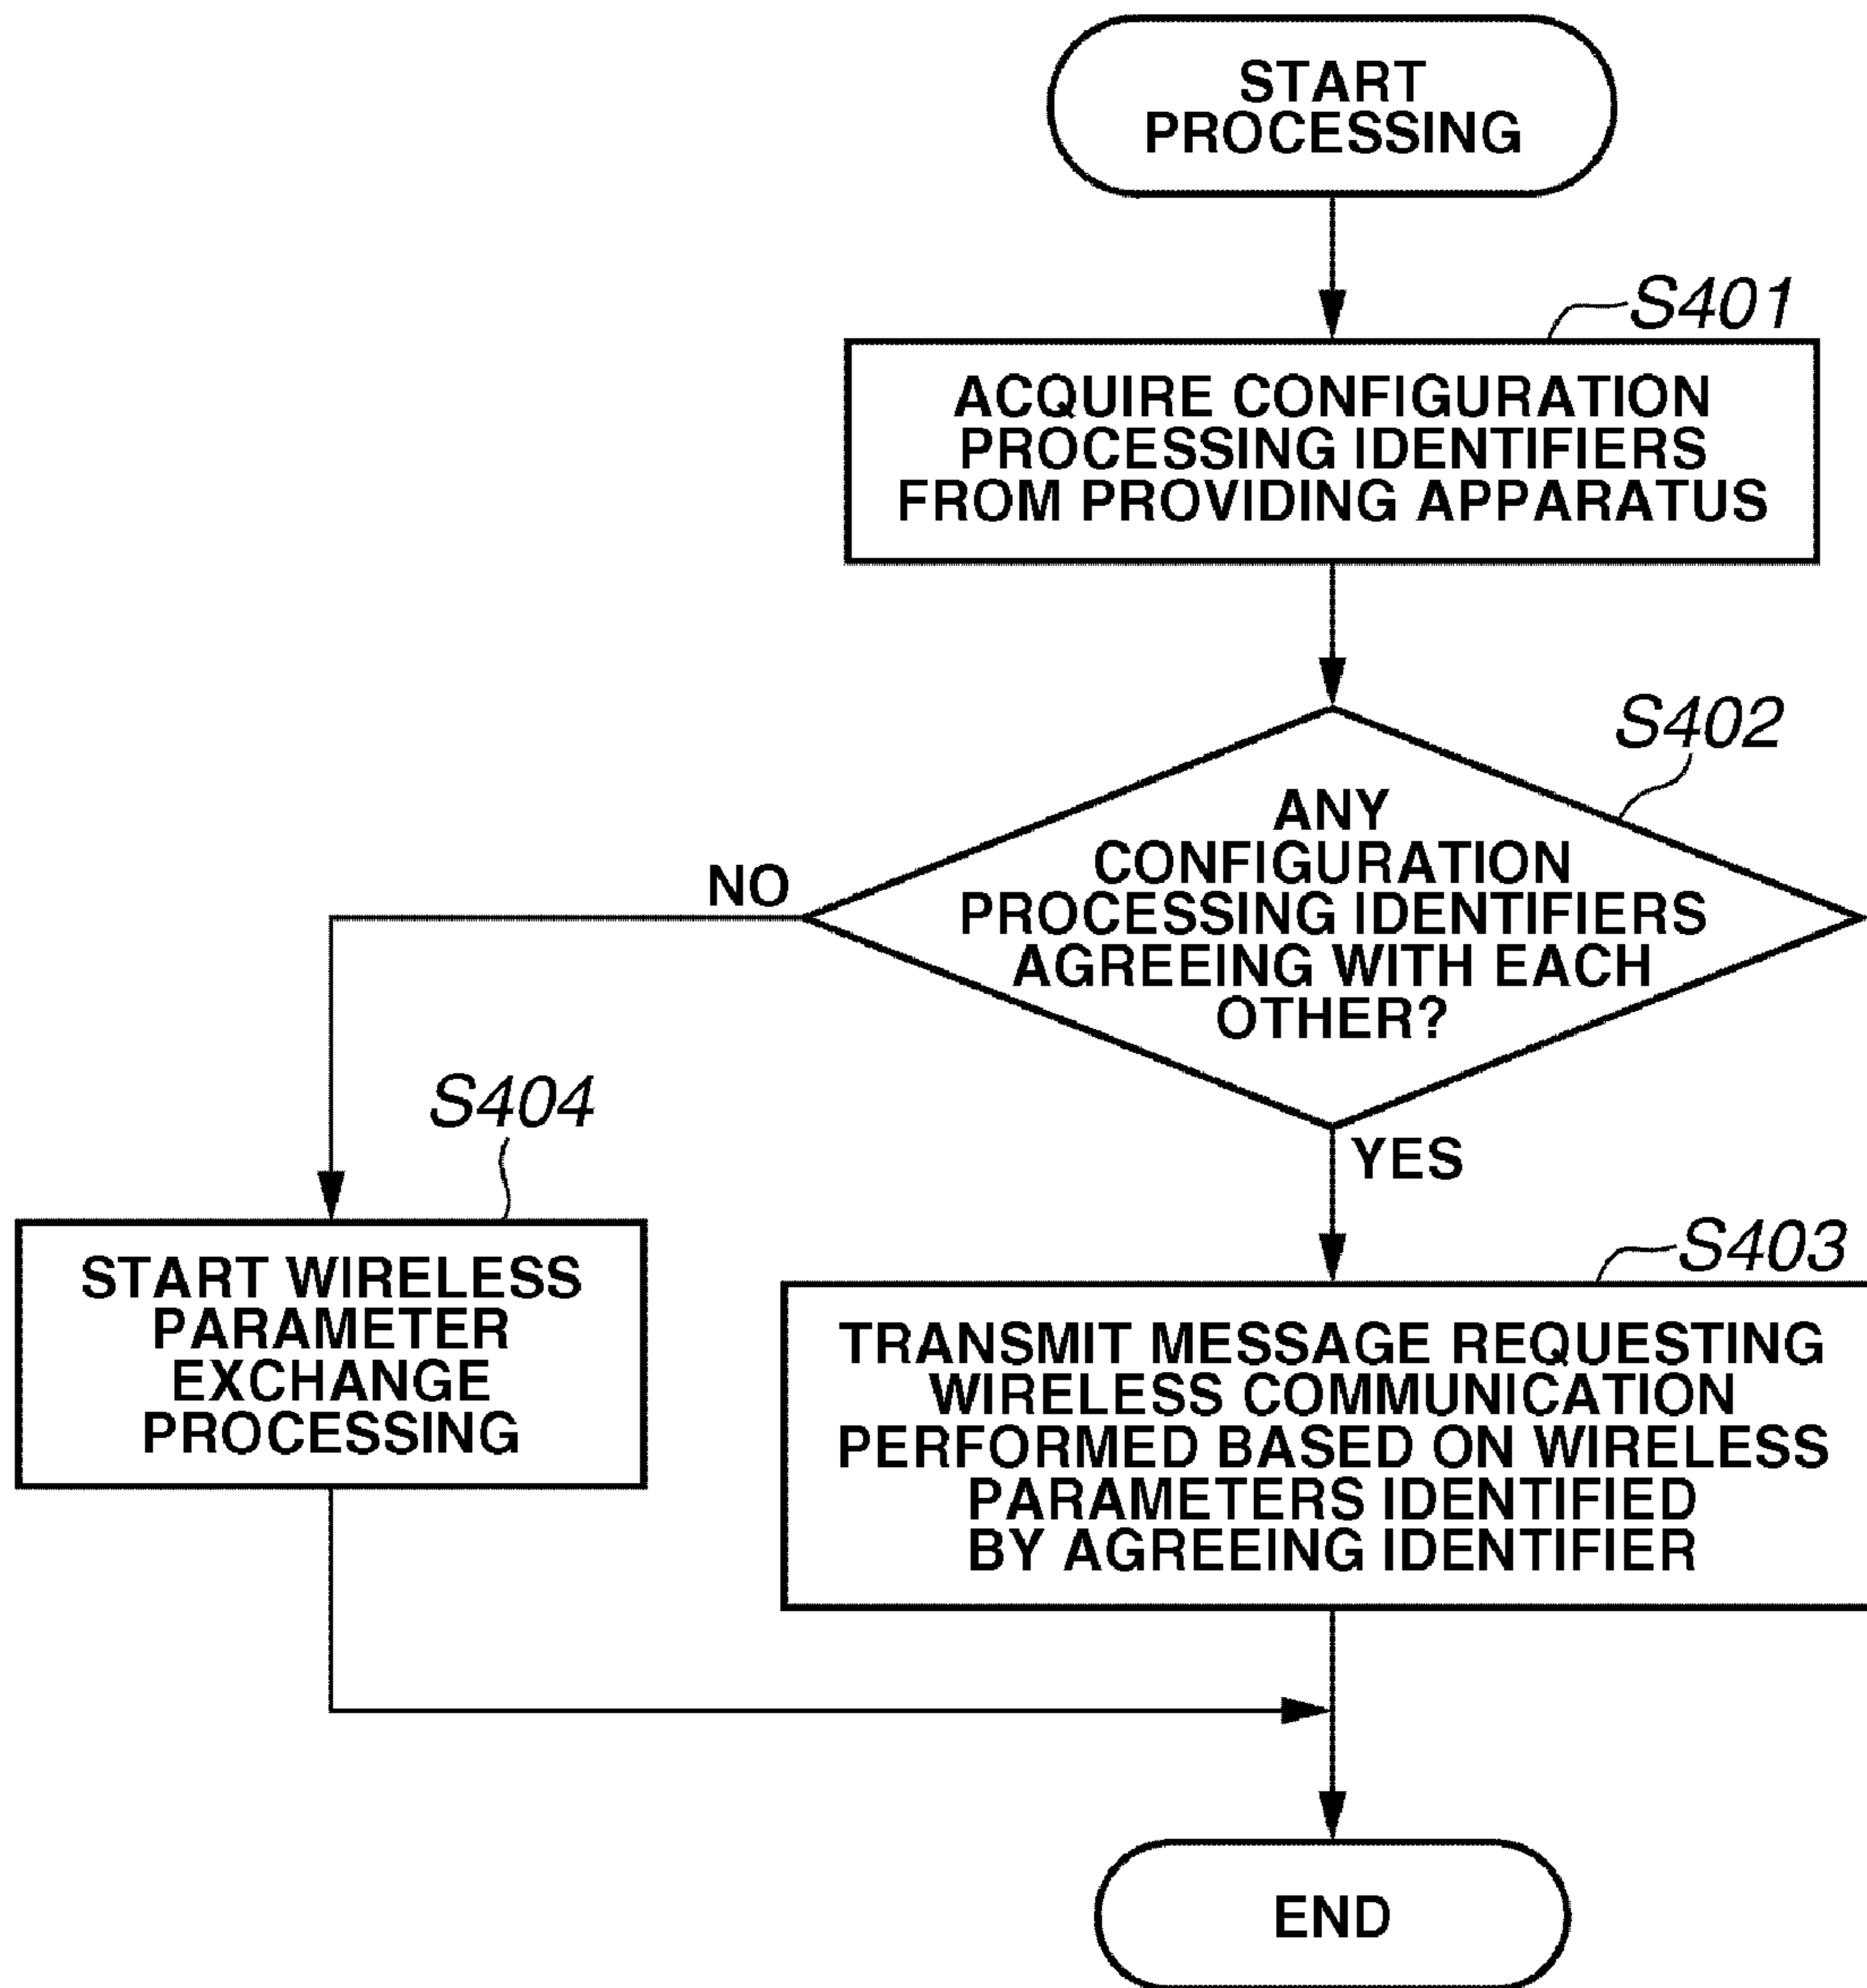 START
PROCESSING
S401
ACQUIRE CONFIGURATION
PROCESSING IDENTIFIERS
FROM PROVIDING APPARATUS
S402
ANY
CONFIGURATION
PROCESSING IDENTIFIERS
AGREEING WITH EACH
OTHER?
NO
YES
S404
START WIRELESS
PARAMETER
EXCHANGE
PROCESSING
S403
TRANSMIT MESSAGE REQUESTING
WIRELESS COMMUNICATION
PERFORMED BASED ON WIRELESS
PARAMETERS IDENTIFIED
BY AGREEING IDENTIFIER
END